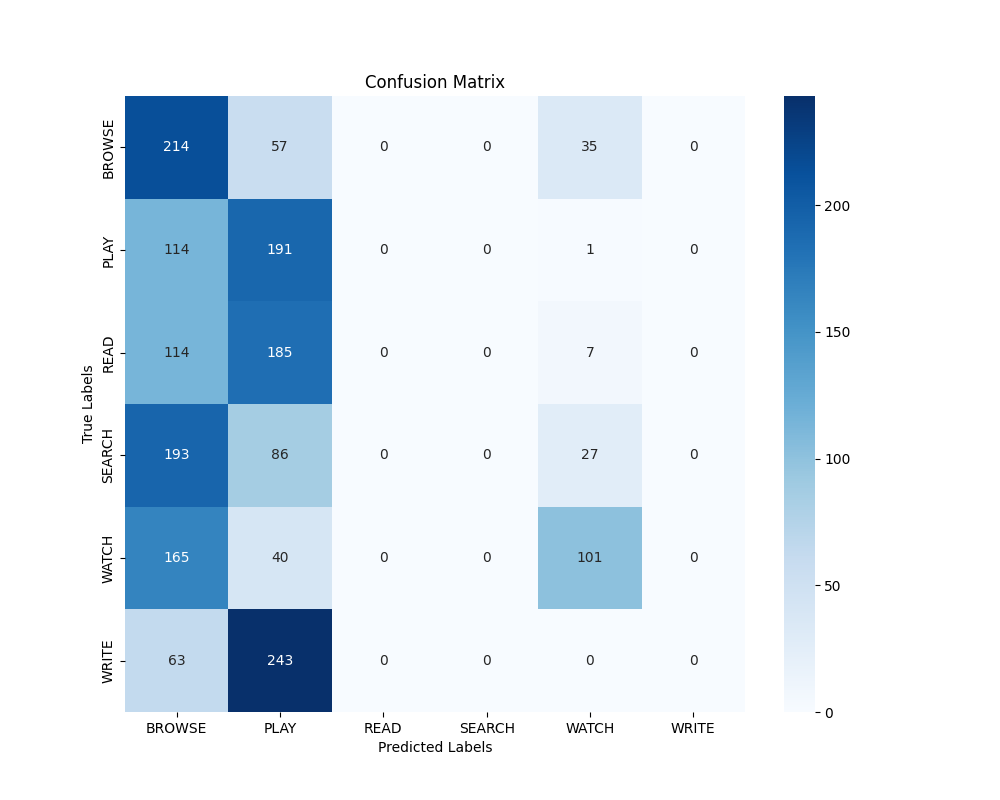 Confusion Matrix
BROWSE 214 57 0 0 35 0
PLAY 114 191 0 0 1 0
READ 114 185 0 0 7 0
SEARCH 193 86 0 0 27 0
WATCH 165 40 0 0 101 0
WRITE 63 243 0 0 0 0
BROWSE PLAY READ SEARCH WATCH WRITE
Predicted Labels
True Labels
200
150
100
50
0